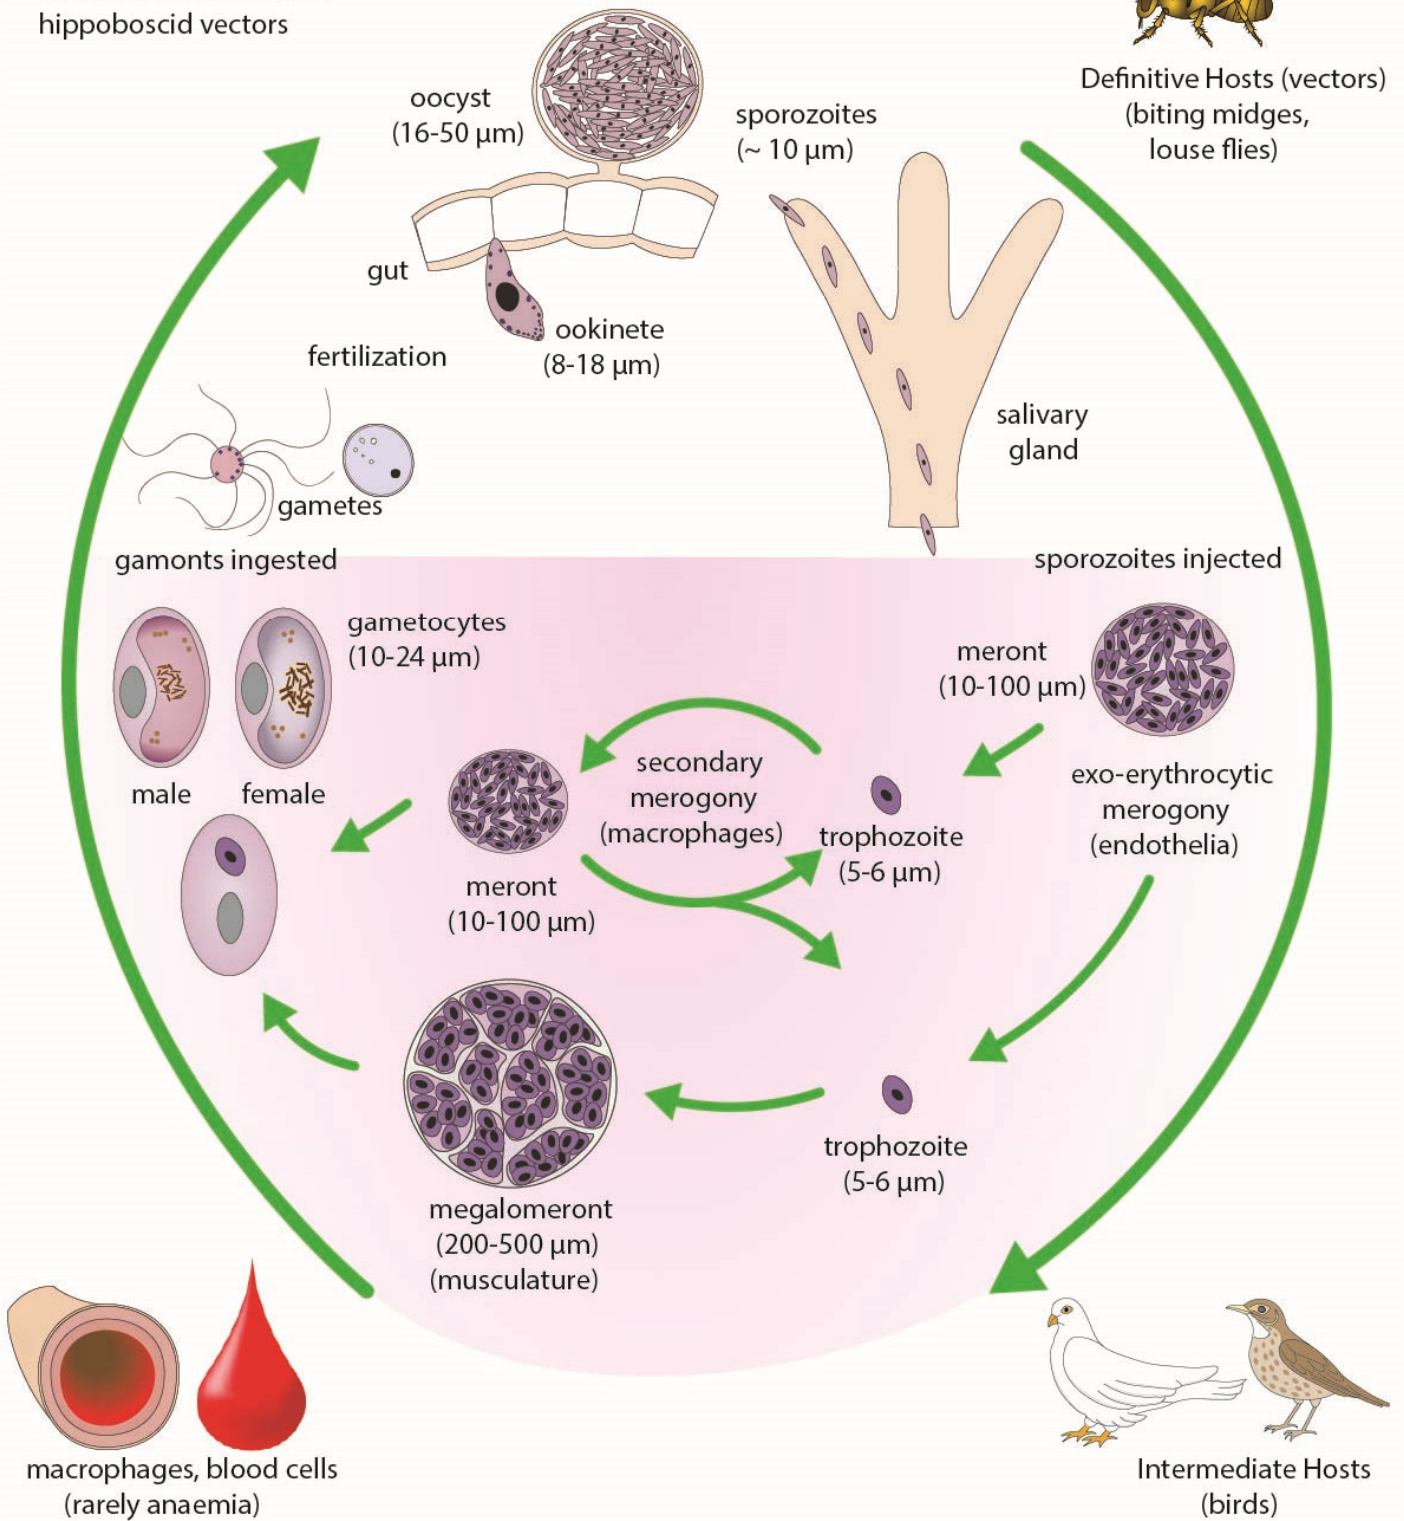 hippoboscid vectors
Definitive Hosts (vectors)
(biting midges,
louse flies)
oocyst
(16-50 µm)
sporozoites
(~ 10 µm)
gut
ookinete
(8-18 µm)
fertilization
salivary
gland
gametes
gamonts ingested
sporozoites injected
gametocytes
(10-24 µm)
meront
(10-100 µm)
male
female
secondary
merogony
(macrophages)
trophozoite
(5-6 µm)
exo-erythrocytic
merogony
(endothelia)
meront
(10-100 µm)
trophozoite
(5-6 µm)
megalomeront
(200-500 µm)
(musculature)
macrophages, blood cells
(rarely anaemia)
Intermediate Hosts
(birds)